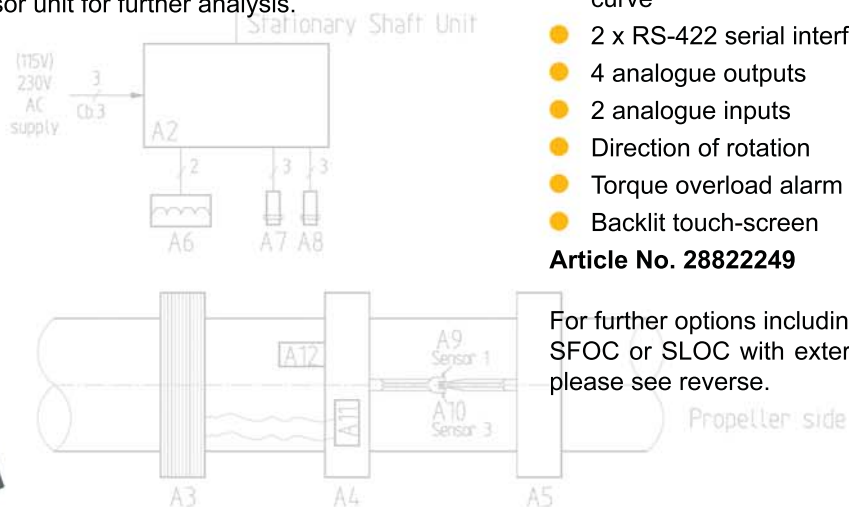 sor unit for further analysis.
Stationary Shaft Unit
(115V)
230V
AC
supply
3
Cb.3
A2
2
3
3
A6
A7
A8
A12
A9
Sensor 1
A10
Sensor 3
A11
Propeller side
A3
A4
A5
curve
2 x RS-422 serial interf
4 analogue outputs
2 analogue inputs
Direction of rotation
Torque overload alarm
Backlit touch-screen
Article No. 28822249
For further options includin
SFOC or SLOC with exter
please see reverse.